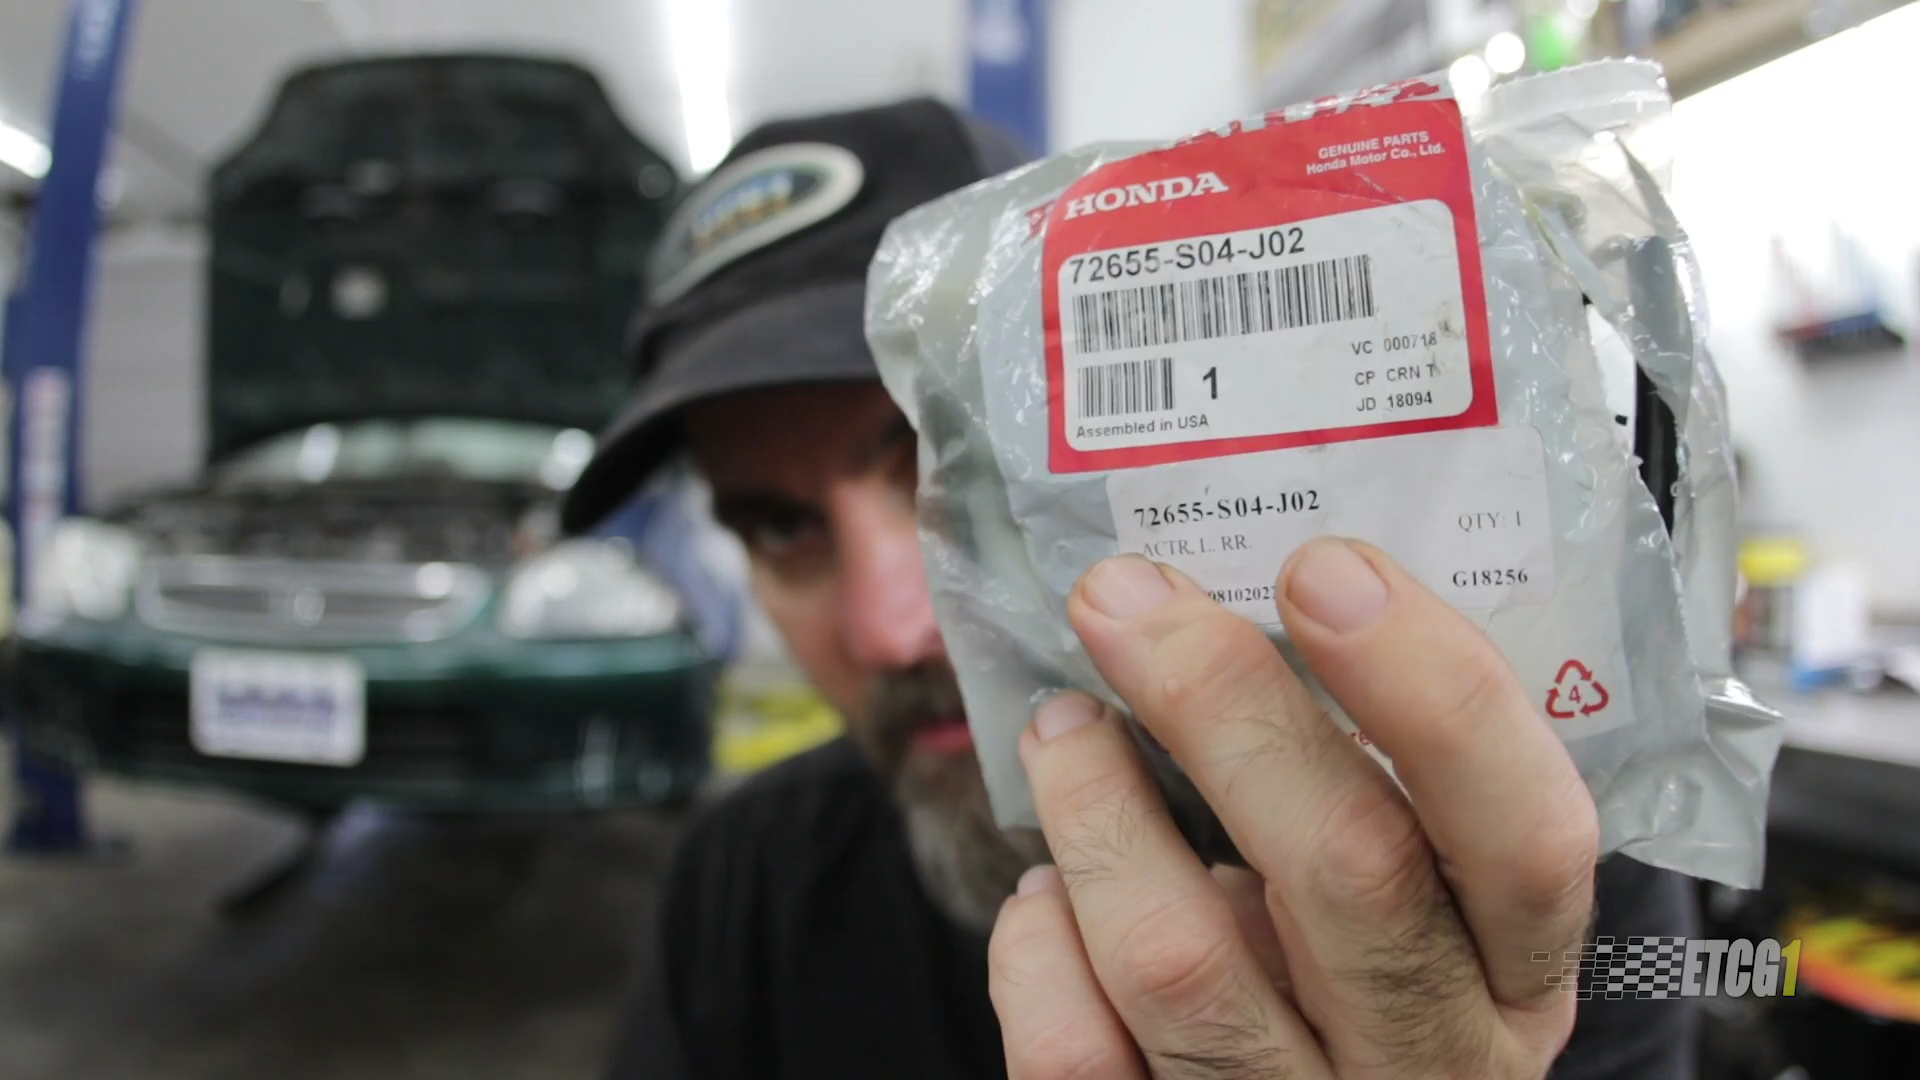 GENUINE PARTS
Honda Motor Co., Ltd.
HONDA
72655-S04-J02
VC 000718
1
CP CRN T
JD 18094
Assembled in USA
72655-S04-J02
QTY: 1
ACTR, L. RR.
G18256
4
ETCG1